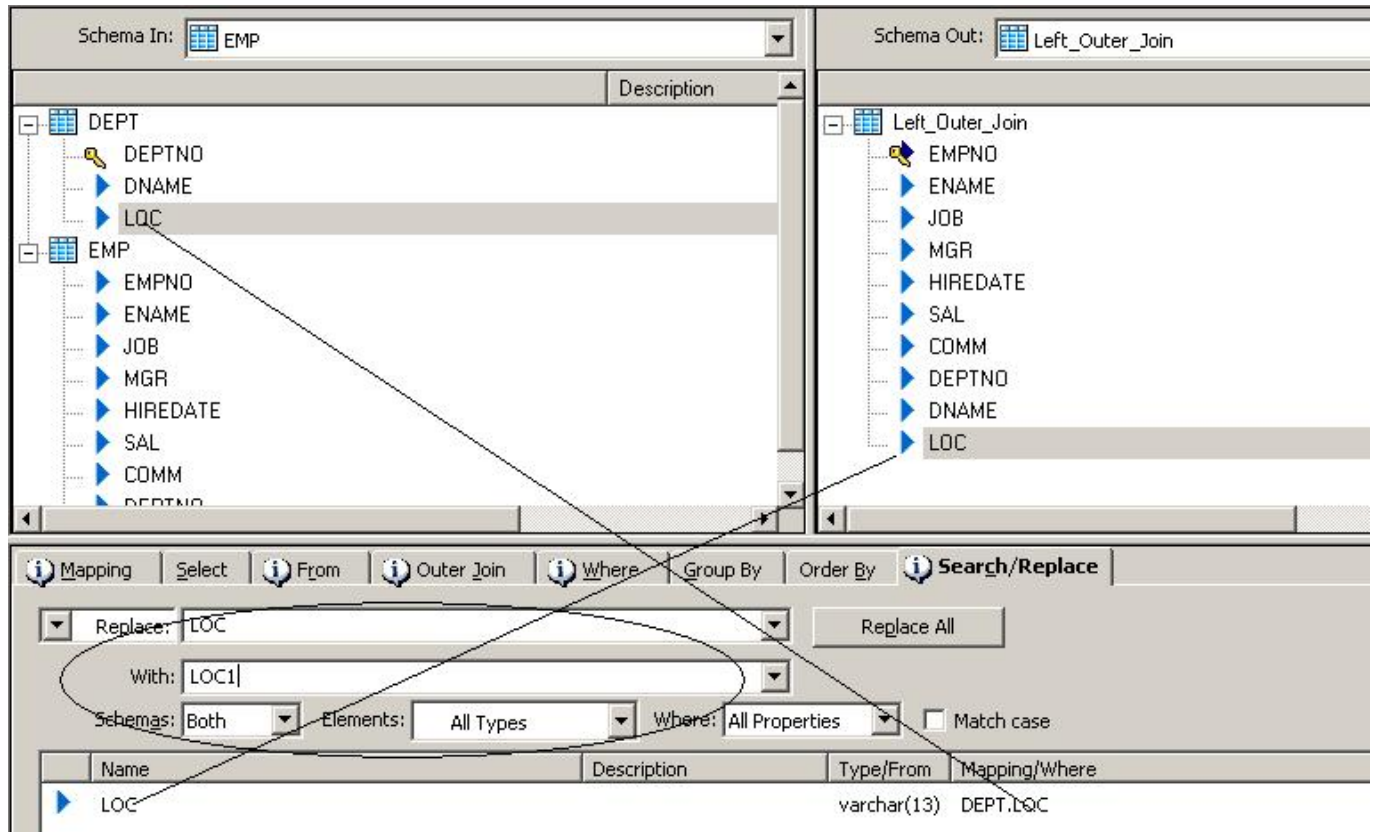 Schema In: EMP
Schema Out: Left_Outer_Join
Description
DEPT
DEPTNO
DNAME
LOC
EMP
EMPNO
ENAME
JOB
MGR
HIREDATE
SAL
COMM
DEPTNO
Left_Outer_Join
EMPNO
ENAME
JOB
MGR
HIREDATE
SAL
COMM
DEPTNO
DNAME
LOC
Mapping Select From Outer Join Where Group By Order By Search/Replace
Replace: LOC Replace All
With: LOC1
Schemas: Both Elements: All Types Where: All Properties Match case
Name Description Type/From Mapping/Where
LOC varchar(13) DEPT.LOC